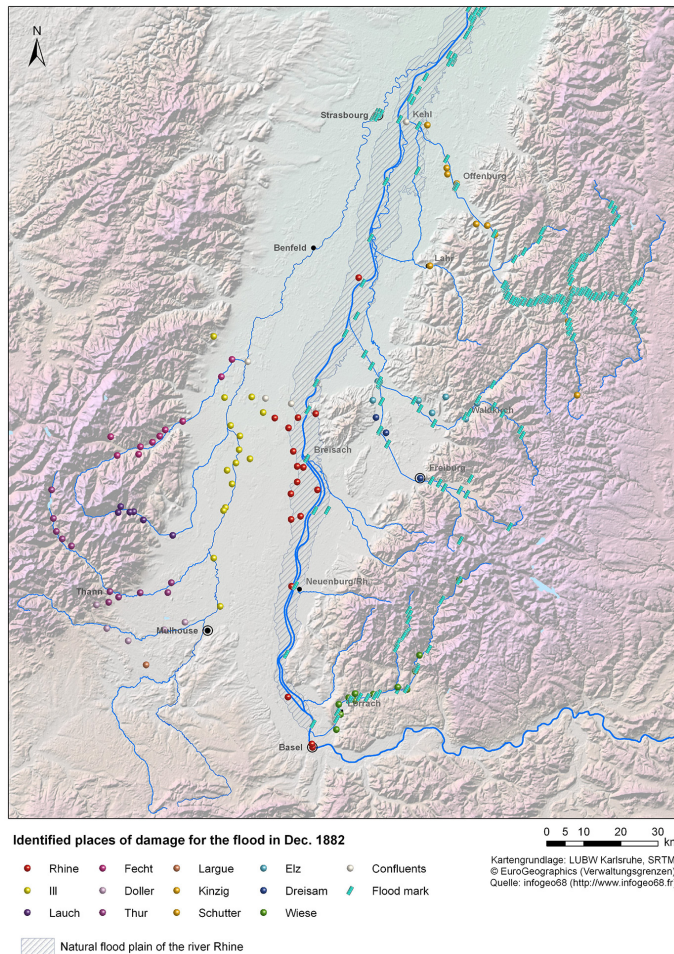 N
Strasbourg
Kehl
Offenburg
Benfeld
Lahr
Waldkirch
Breisach
Freiburg
Thann
Neuenburg/Rh.
Mulhouse
Lörrach
Basel
Identified places of damage for the flood in Dec. 1882
0 5 10 20 30
km
Kartengrundlage: LUBW Karlsruhe, SRTM
© EuroGeographics (Verwaltungsgrenzen)
Quelle: infogeo68 (http://www.infogeo68.fr)
Rhine Fecht Largue Elz Confluents
Ill Doller Kinzig Dreisam Flood mark
Lauch Thur Schutter Wiese
Natural flood plain of the river Rhine